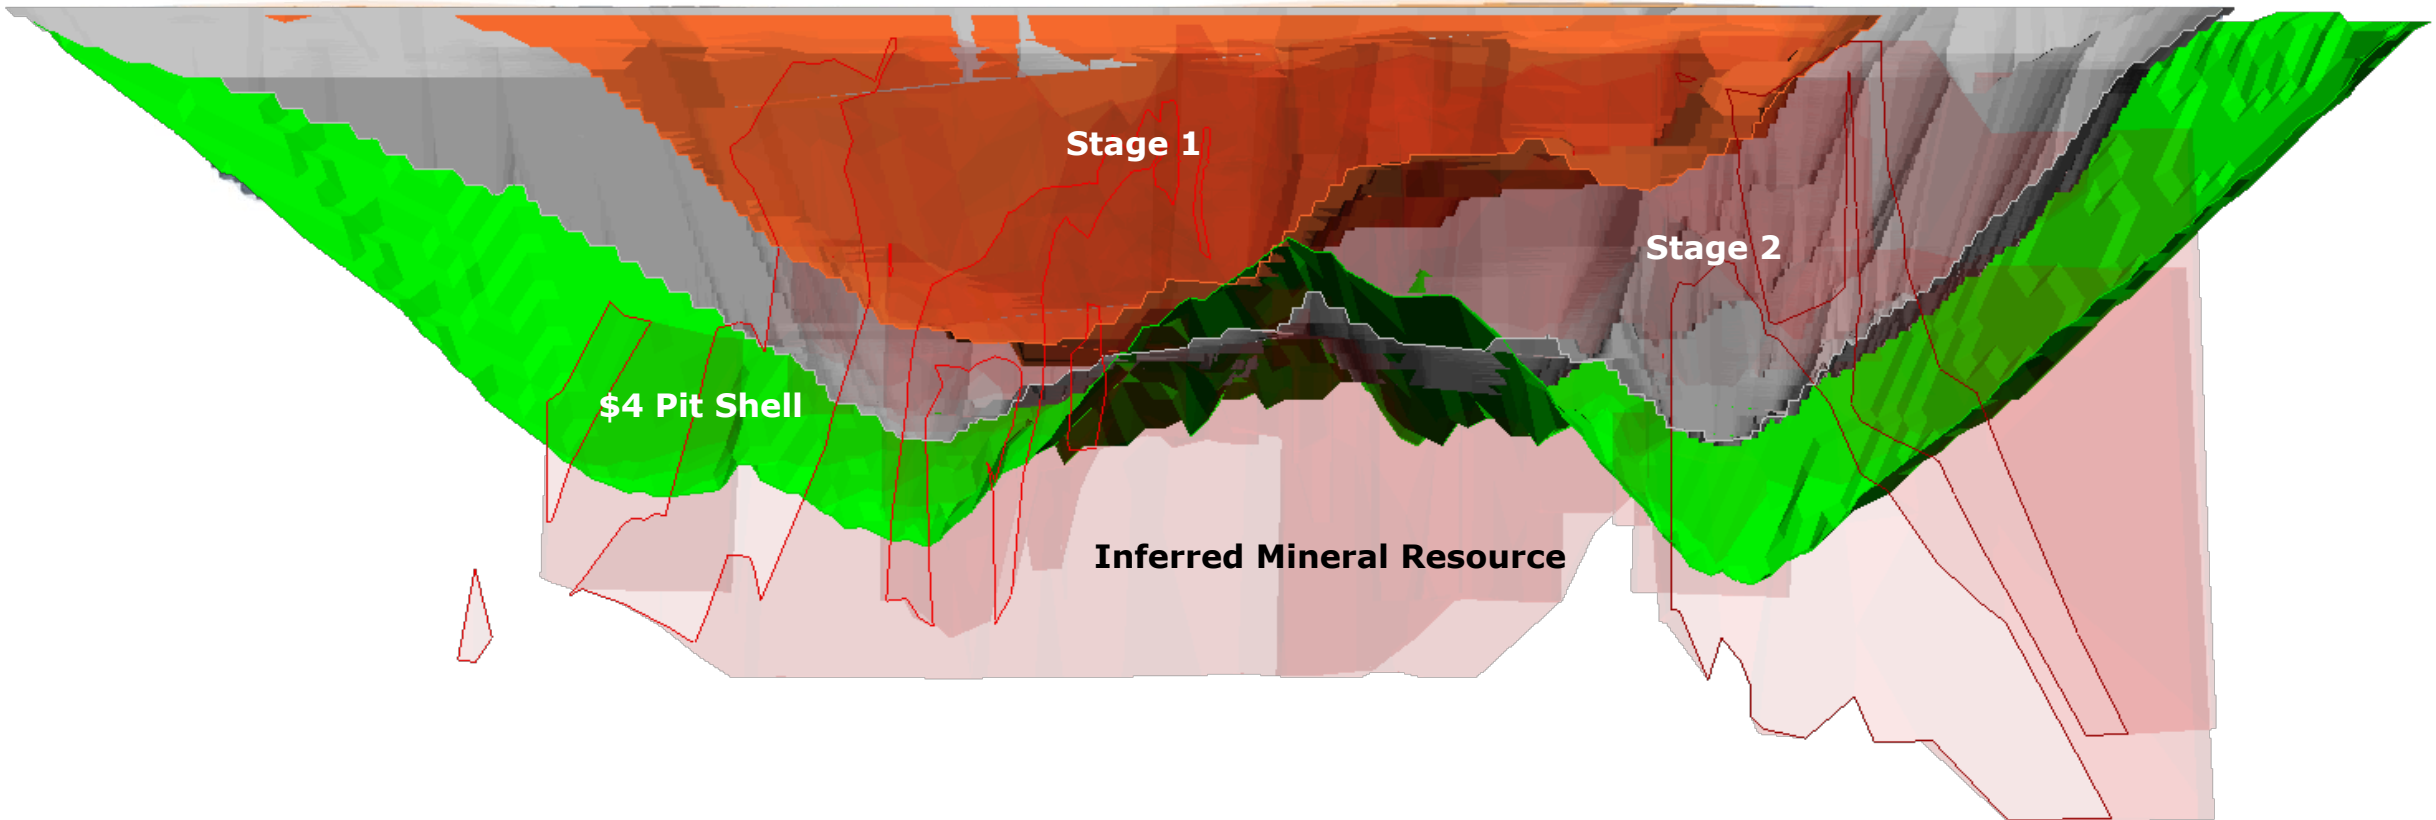 Stage 1
Stage 2
$4 Pit Shell
Inferred Mineral Resource